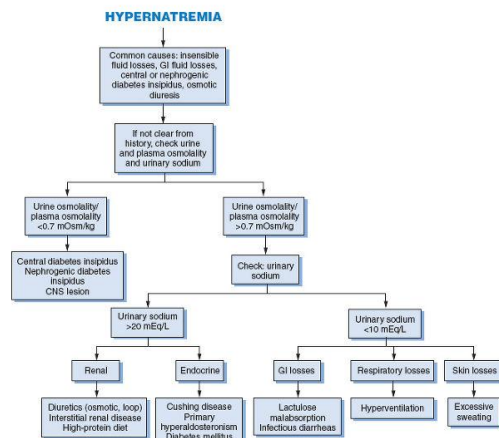 HYPERNATREMIA
Common causes: insensible
fluid losses, GI fluid losses,
central or nephrogenic
diabetes insipidus, osmotic
diuresis
If not clear from
history, check urine
and plasma osmolality
and urinary sodium
Urine osmolality/
plasma osmolality
<0.7 mOsm/kg
Urine osmolality/
plasma osmolality
>0.7 mOsm/kg
Central diabetes insipidus
Nephrogenic diabetes
insipidus
CNS lesion
Check: urinary
sodium
Urinary sodium
>20 mEq/L
Urinary sodium
<10 mEq/L
Renal
Endocrine
GI losses
Respiratory losses
Skin losses
Diuretics (osmotic, loop)
Interstitial renal disease
High-protein diet
Cushing disease
Primary
hyperaldosteronism
Diabetes mellitus
Lactulose
malabsorption
Infectious diarrheas
Hyperventilation
Excessive
sweating